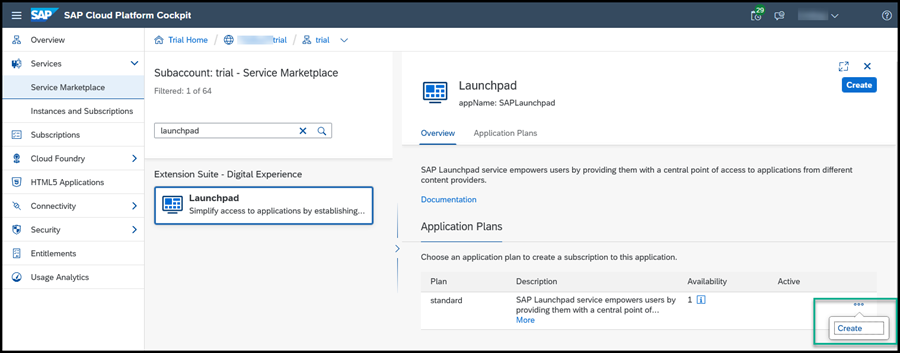 SAP
SAP Cloud Platform Cockpit
29
Overview
Services
Service Marketplace
Instances and Subscriptions
Subscriptions
Cloud Foundry
HTML5 Applications
Connectivity
Security
Entitlements
Usage Analytics
Trial Home / trial / trial
Subaccount: trial - Service Marketplace
Filtered: 1 of 64
launchpad
Extension Suite - Digital Experience
Launchpad
Simplify access to applications by establishing...
Launchpad
appName: SAPLaunchpad
Create
Overview
Application Plans
SAP Launchpad service empowers users by providing them with a central point of access to applications from different
content providers.
Documentation
Application Plans
Choose an application plan to create a subscription to this application.
Plan Description Availability Active
standard SAP Launchpad service empowers users by 1
providing them with a central point of...
More
Create